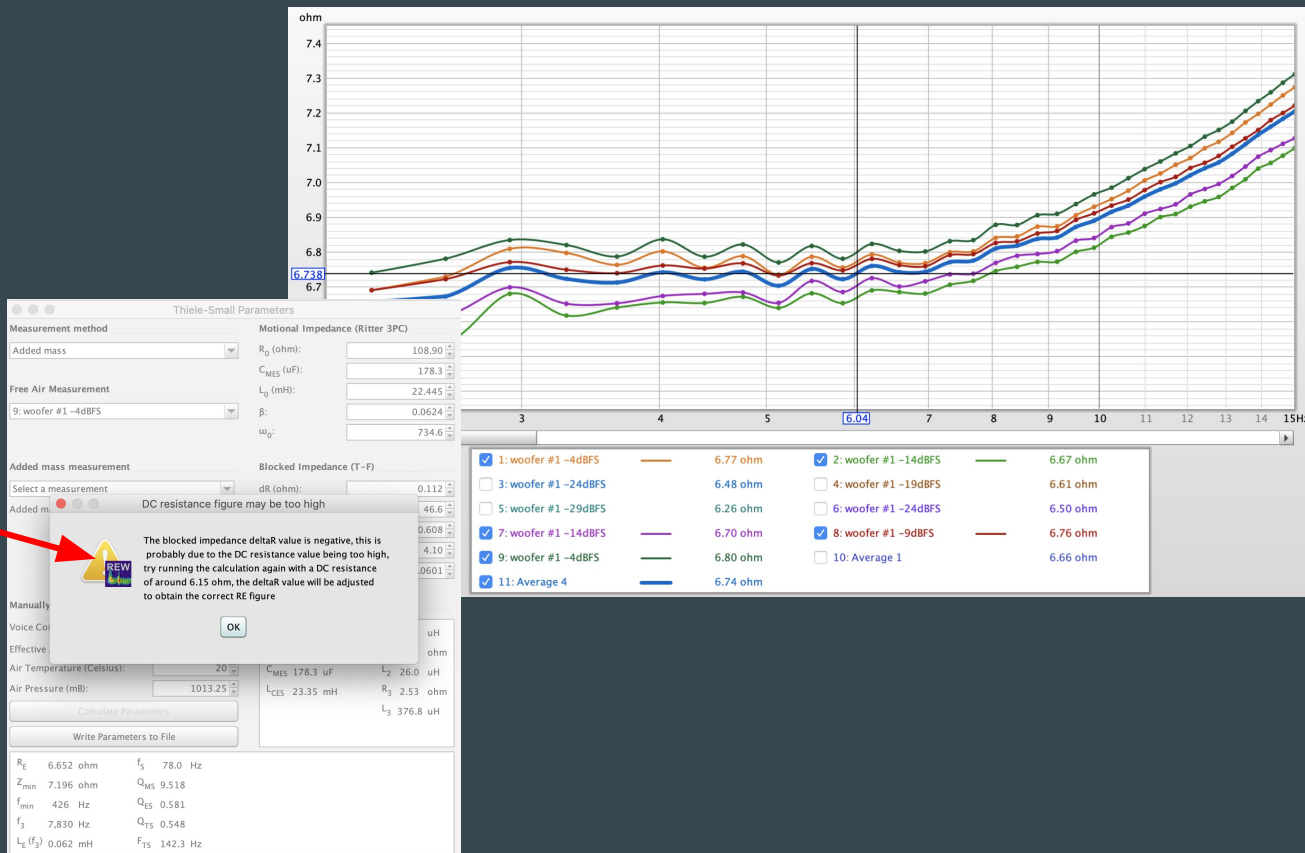 ohm
7.4
7.3
7.2
7.1
7.0
6.9
6.8
6.738
6.7
3 4 5 6.04 7 8 9 10 11 12 13 14 15Hz
1: woofer #1 -4dBFS 6.77 ohm 2: woofer #1 -14dBFS 6.67 ohm
3: woofer #1 -24dBFS 6.48 ohm 4: woofer #1 -19dBFS 6.61 ohm
5: woofer #1 -29dBFS 6.26 ohm 6: woofer #1 -24dBFS 6.50 ohm
7: woofer #1 -14dBFS 6.70 ohm 8: woofer #1 -9dBFS 6.76 ohm
9: woofer #1 -4dBFS 6.80 ohm 10: Average 1 6.66 ohm
11: Average 4 6.74 ohm
Thiele-Small Parameters
Measurement method Motional Impedance (Ritter 3PC)
Added mass R0 (ohm): 108.90
CMES (uF): 178.3
Free Air Measurement L0 (mH): 22.445
9: woofer #1 -4dBFS β: 0.0624
ω0: 734.6
Added mass measurement Blocked Impedance (T-F)
Select a measurement dR (ohm): 0.112
Added m 46.6
0.608
4.10
.0601
DC resistance figure may be too high
The blocked impedance deltaR value is negative, this is
probably due to the DC resistance value being too high,
try running the calculation again with a DC resistance
of around 6.15 ohm, the deltaR value will be adjusted
to obtain the correct RE figure
REW
OK
Manually
Voice Coi uH
Effective ohm
Air Temperature (Celsius): 20 CMES 178.3 uF L2 26.0 uH
Air Pressure (mB): 1013.25 LCES 23.35 mH R3 2.53 ohm
Calculate Parameters L3 376.8 uH
Write Parameters to File
RE 6.652 ohm fS 78.0 Hz
Zmin 7.196 ohm QMS 9.518
fmin 426 Hz QES 0.581
f3 7,830 Hz QTS 0.548
LE (f3) 0.062 mH FTS 142.3 Hz